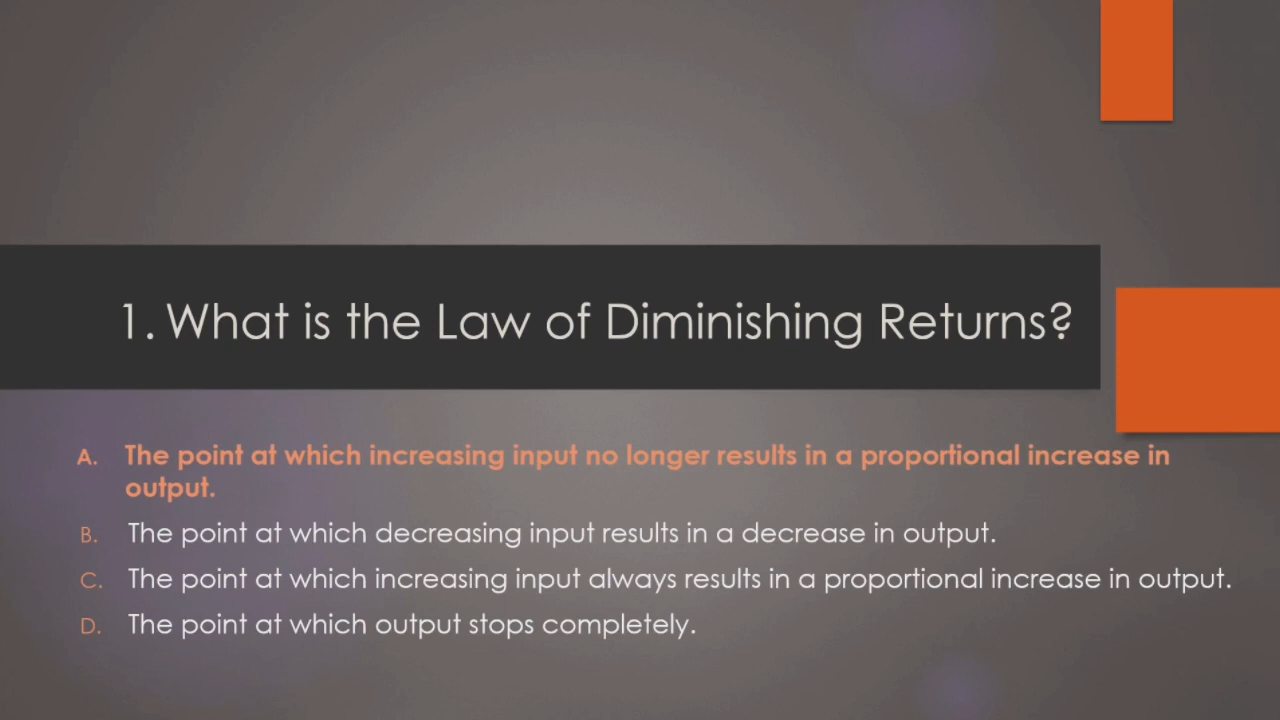 1. What is the Law of Diminishing Returns?
A. The point at which increasing input no longer results in a proportional increase in
output.
B. The point at which decreasing input results in a decrease in output.
C. The point at which increasing input always results in a proportional increase in output.
D. The point at which output stops completely.